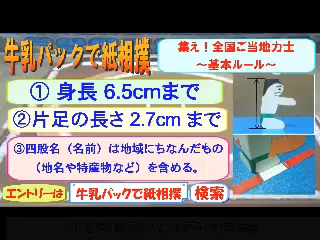 牛乳パックで紙相撲
集え！全国ご当地力士
～基本ルール～
① 身長 6.5cmまで
②片足の長さ2.7cm まで
③四股名（名前）は地域にちなんだもの
（地名や特産物など）を含める。
エントリーは 牛乳パックで紙相撲 検索